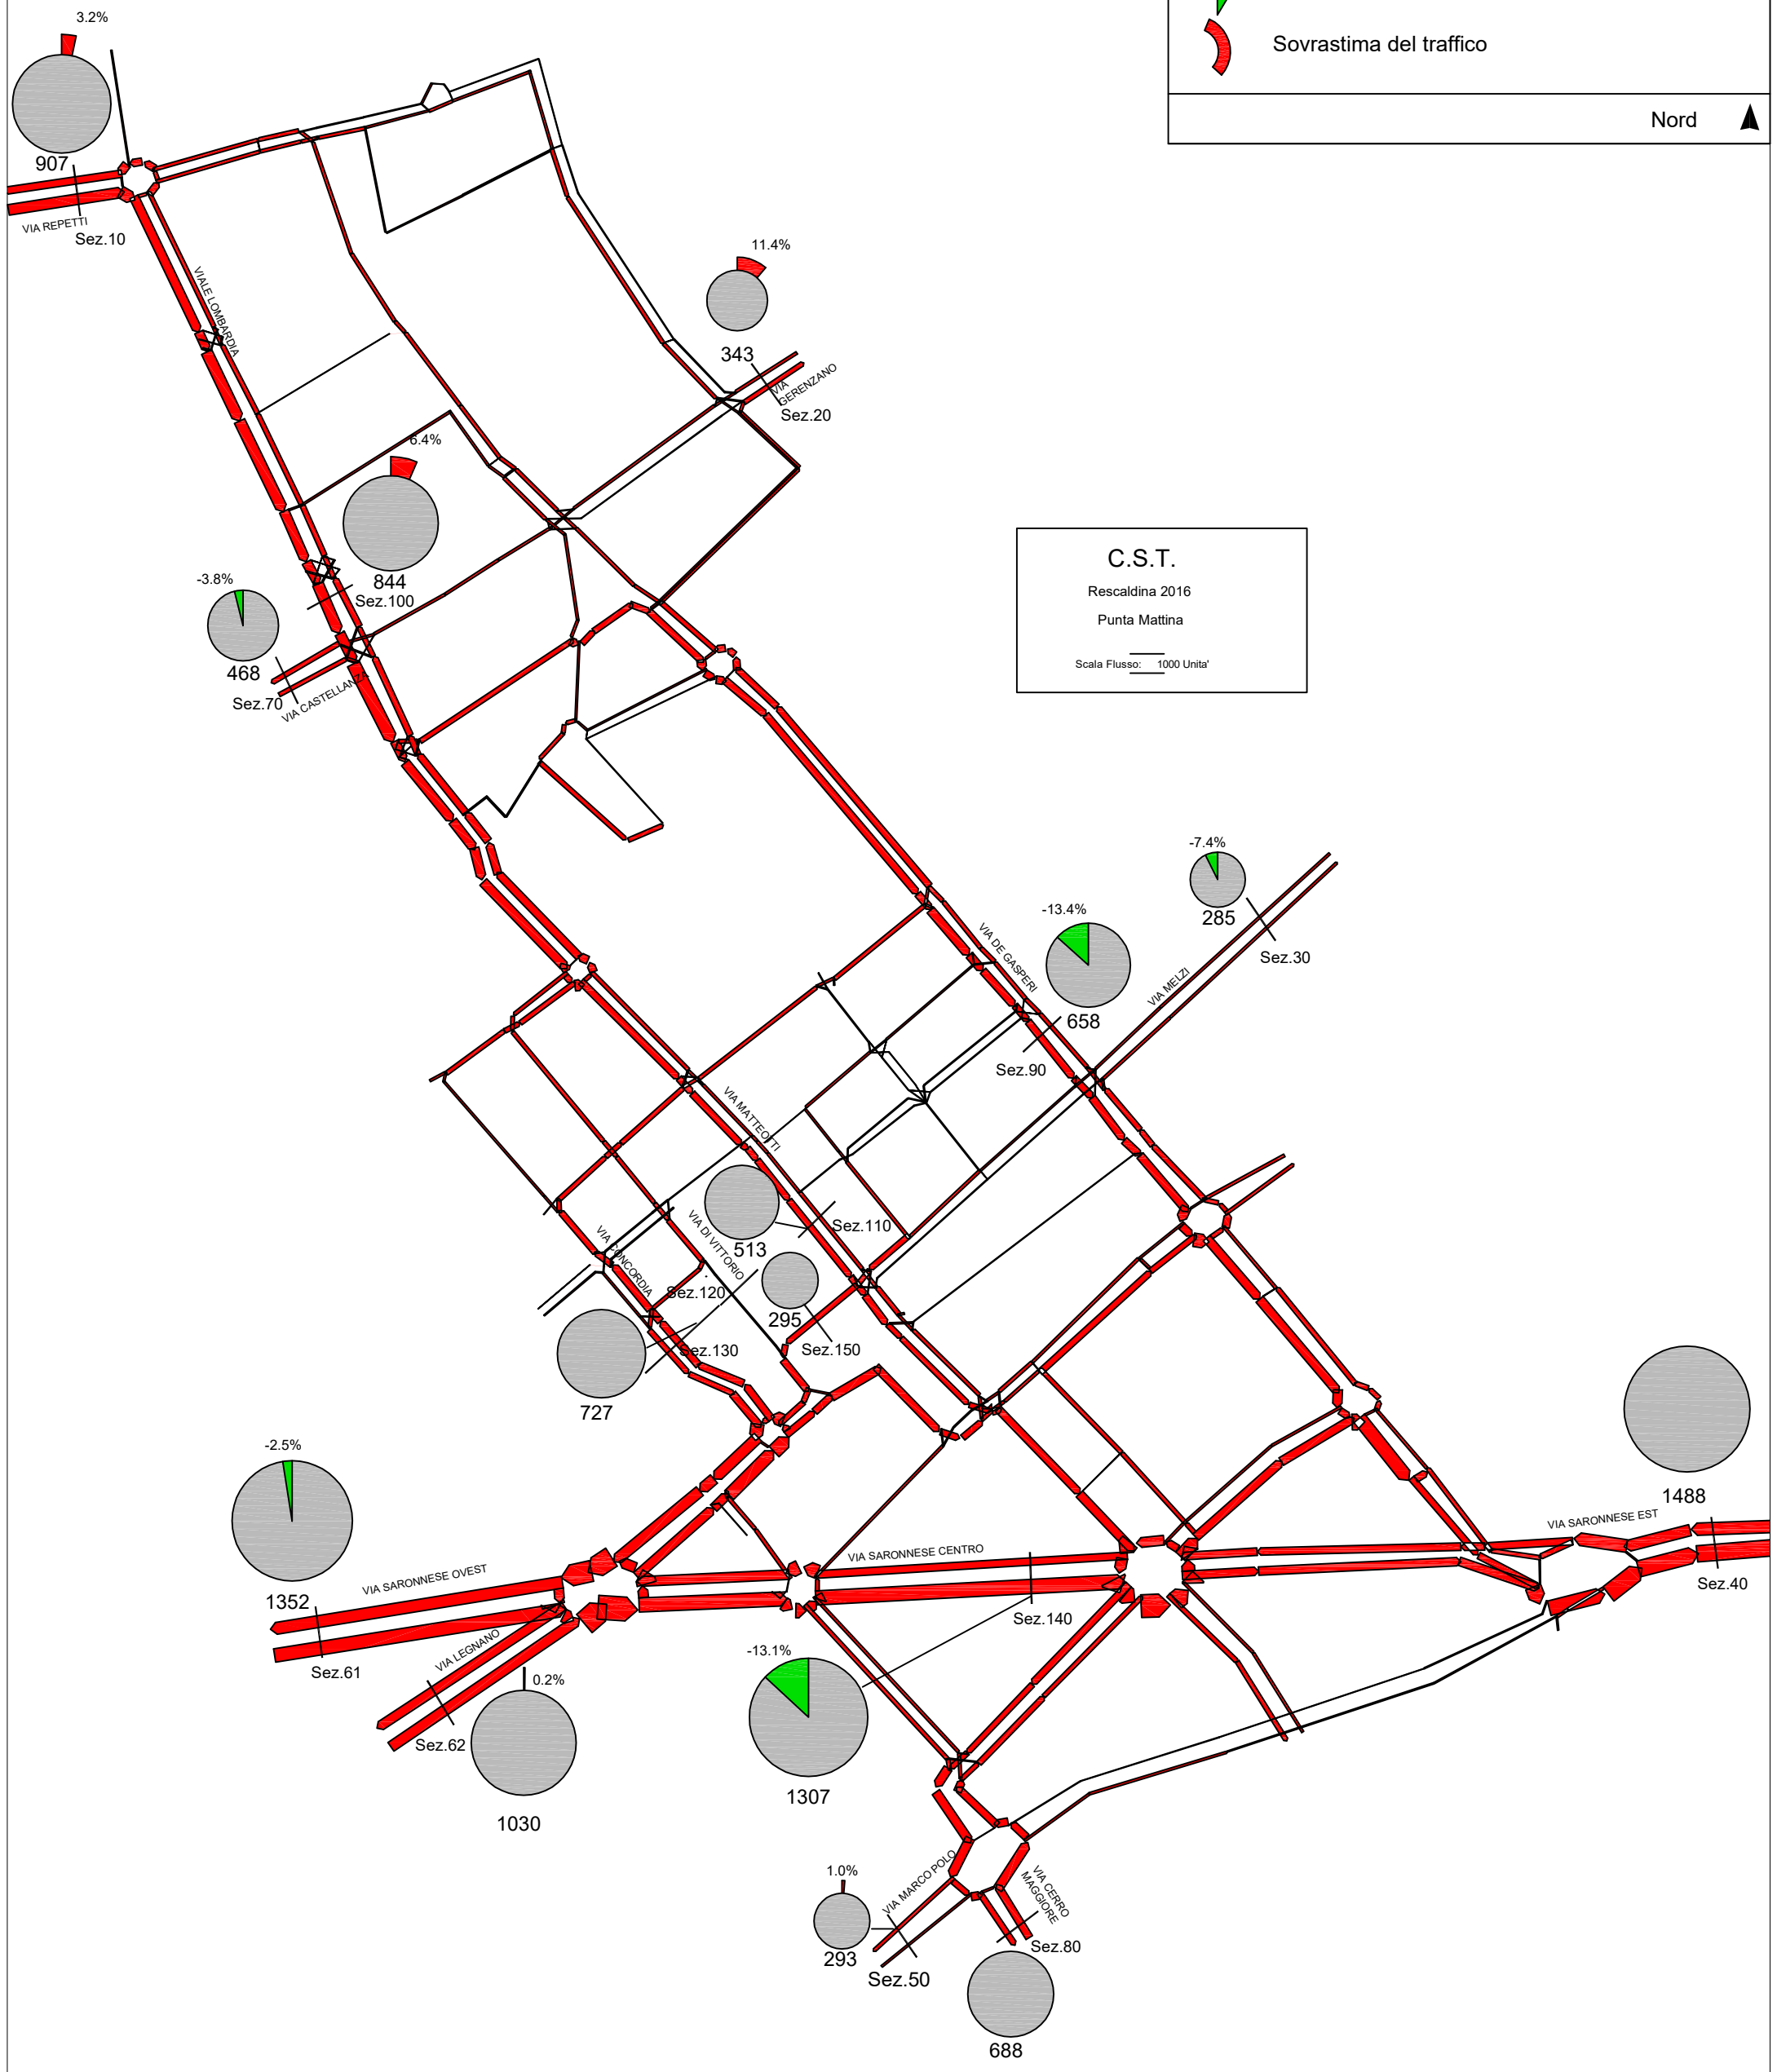 3.2%
Sovrastima del traffico
Nord
907
VIA REPETTI
Sez.10
VIALE LOMBARDIA
11.4%
343
VIA
GERENZANO
Sez.20
6.4%
844
Sez.100
-3.8%
468
Sez.70
VIA CASTELLANZA
C.S.T.
Rescaldina 2016
Punta Mattina
Scala Flusso: 1000 Unita'
-7.4%
285
Sez.30
-13.4%
658
VIA DE GASPERI
VIA MELZI
Sez.90
VIA MATTEOTTI
513
Sez.110
VIA DI VITTORIO
VIA CONCORDIA
Sez.120
295
Sez.130
Sez.150
727
-2.5%
1352
1488
VIA SARONNESE EST
VIA SARONNESE CENTRO
VIA SARONNESE OVEST
Sez.40
Sez.140
VIA LEGNANO
Sez.61
-13.1%
0.2%
Sez.62
1307
1030
1.0%
VIA MARCO POLO
VIA CERRO
MAGGIORE
293
Sez.80
Sez.50
688